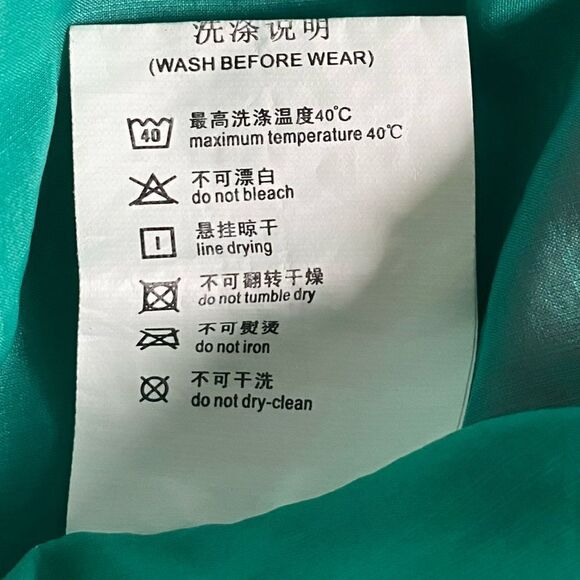 洗涤说明
(WASH BEFORE WEAR)
40 最高洗涤温度40℃
maximum temperature 40℃
不可漂白
do not bleach
悬挂晾干
line drying
不可翻转干燥
do not tumble dry
不可熨烫
do not iron
不可干洗
do not dry-clean